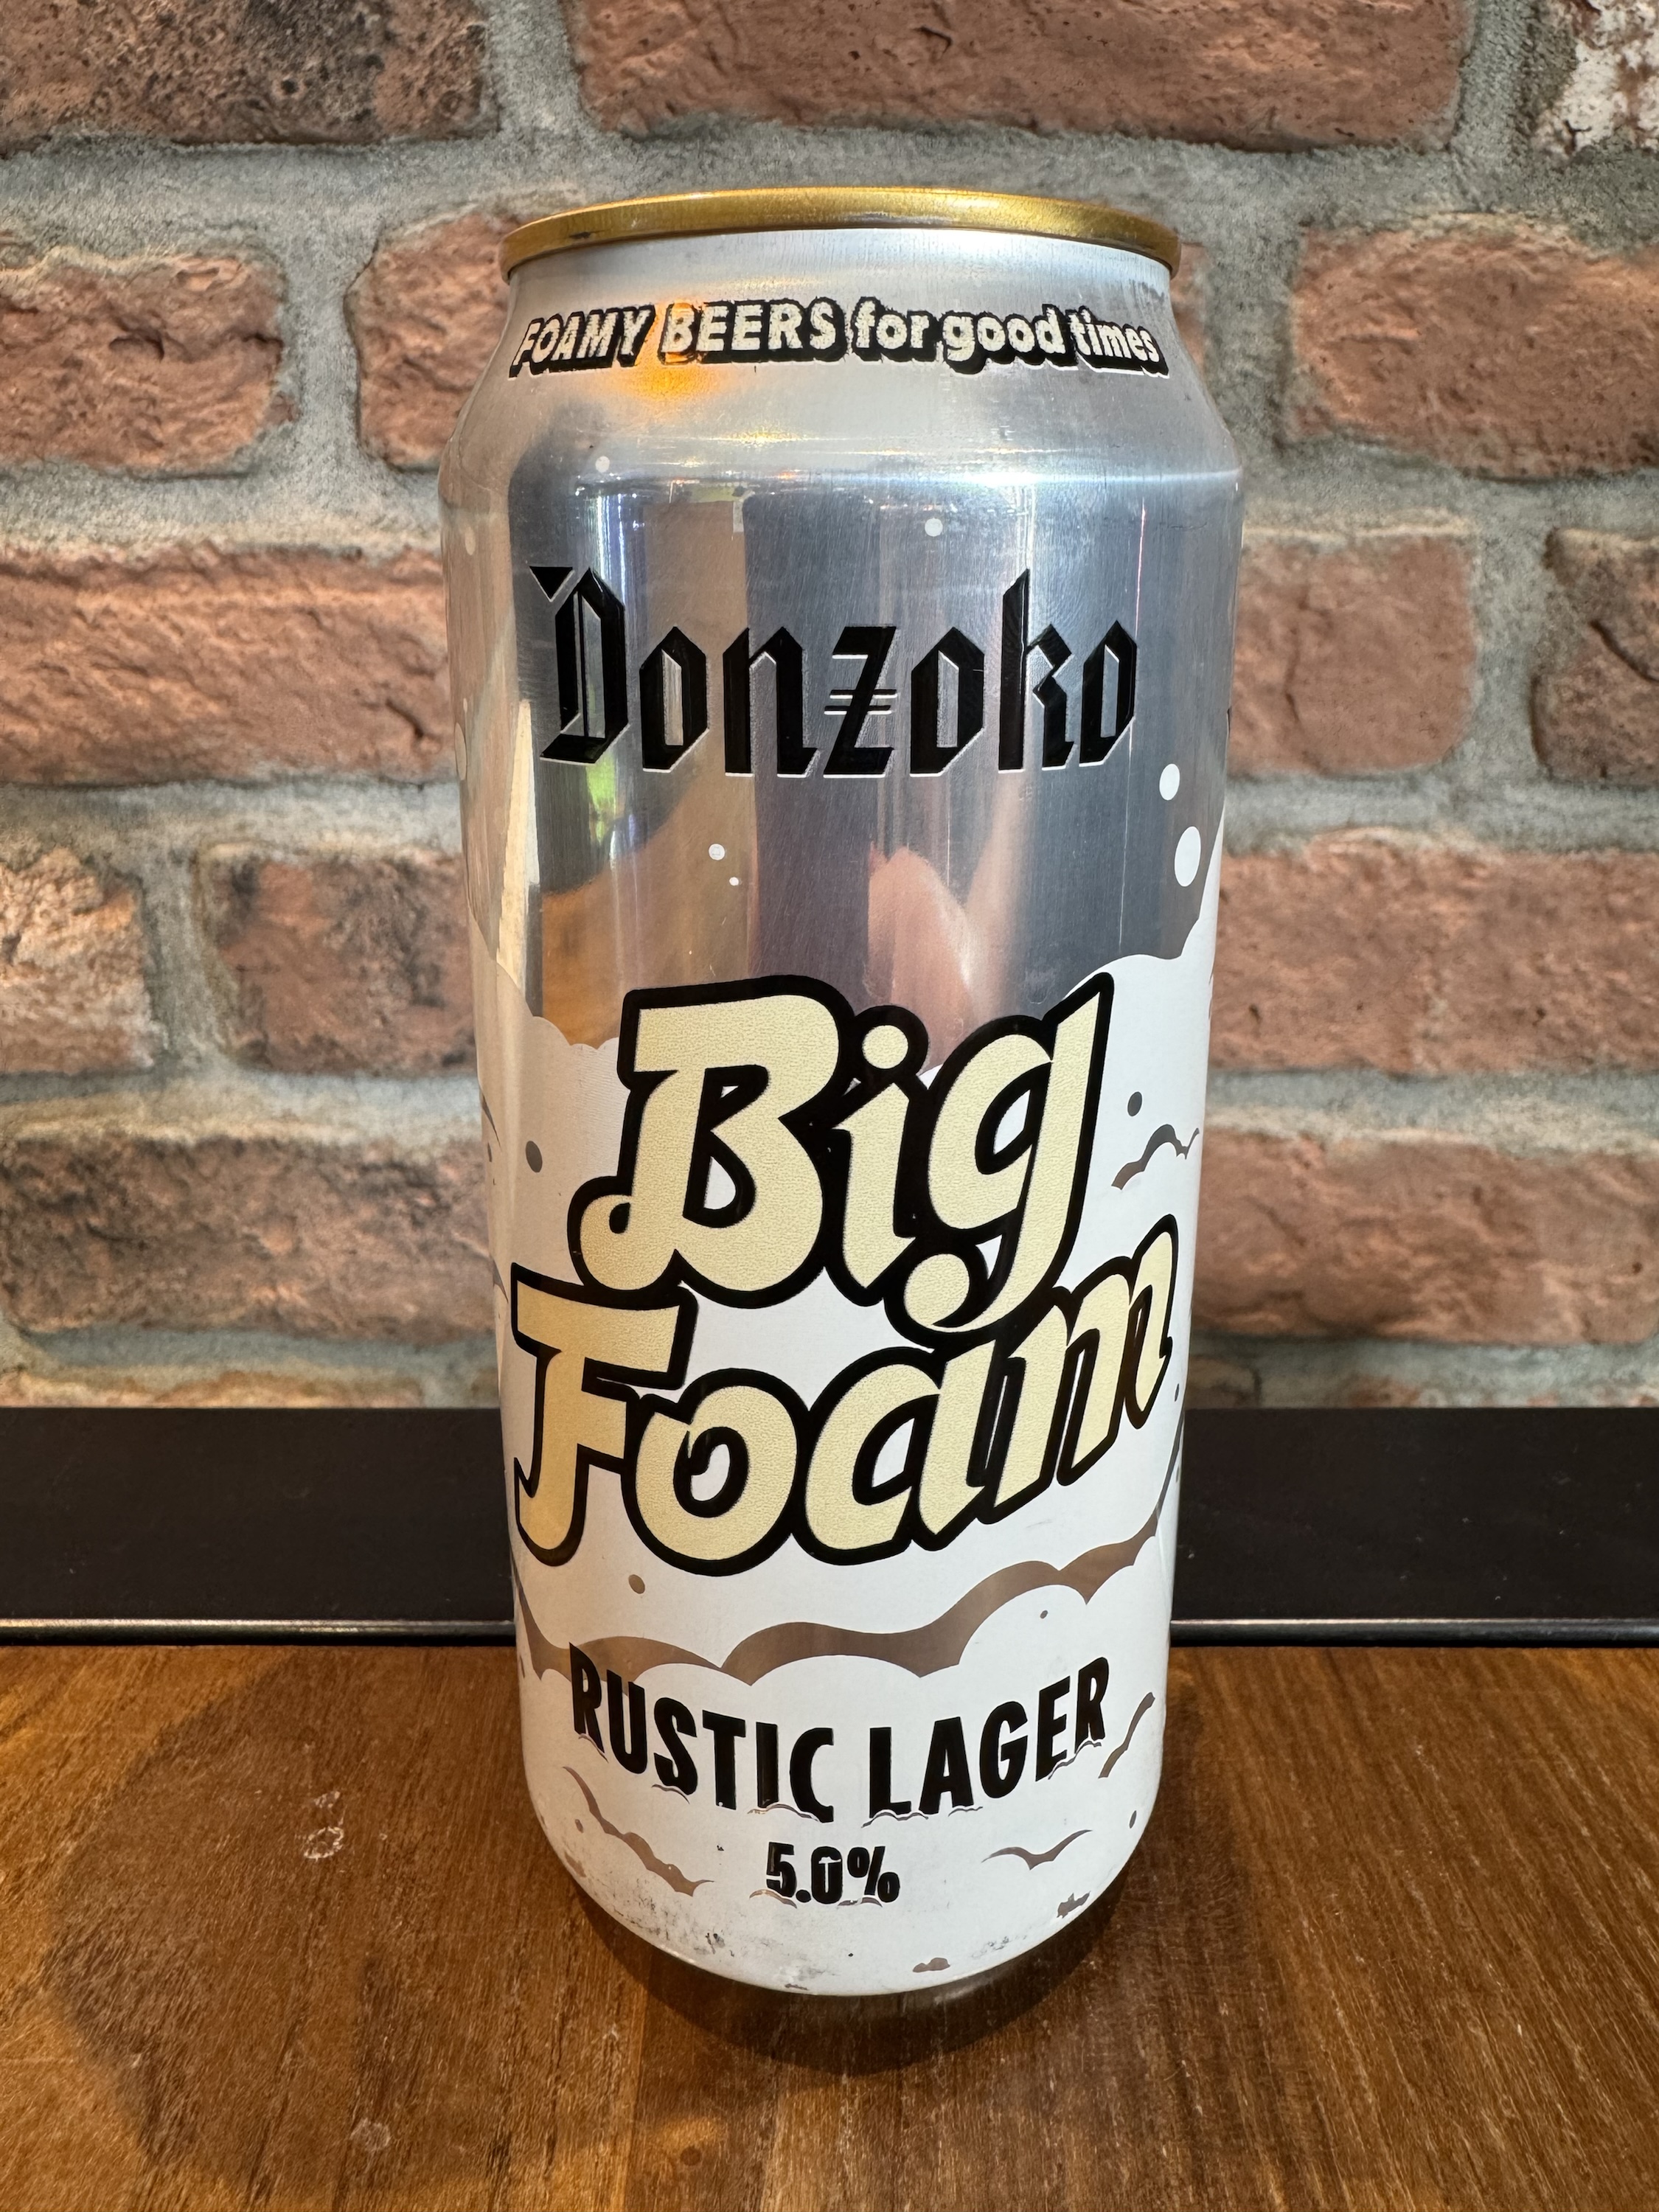 FOAMY BEERS for good times
Donzoko
Big
Foam
RUSTIC LAGER
5.0%